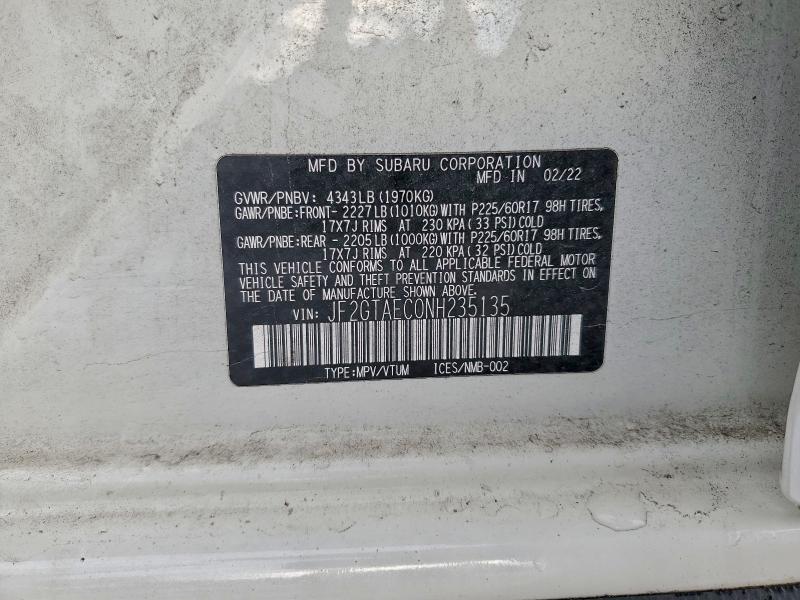 MFD BY SUBARU CORPORATION
MFD IN 02/22
GVWR/PNBV: 4343LB(1970KG)
GAWR/PNBE:FRONT- 2227LB(1010KG)WITH P225/60R17 98H TIRES,
17X7J RIMS AT 230 KPA(33 PSI)COLD
GAWR/PNBE:REAR - 2205LB(1000KG)WITH P225/60R17 98H TIRES,
17X7J RIMS AT 220 KPA(32 PSI)COLD
THIS VEHICLE CONFORMS TO ALL APPLICABLE FEDERAL MOTOR
VEHICLE SAFETY AND THEFT PREVENTION STANDARDS IN EFFECT ON THE
DATE OF MANUFACTURE SHOWN ABOVE.
VIN: JF2GTAEC0NH235135
TYPE:MPV/VTUM ICES/NMB-002